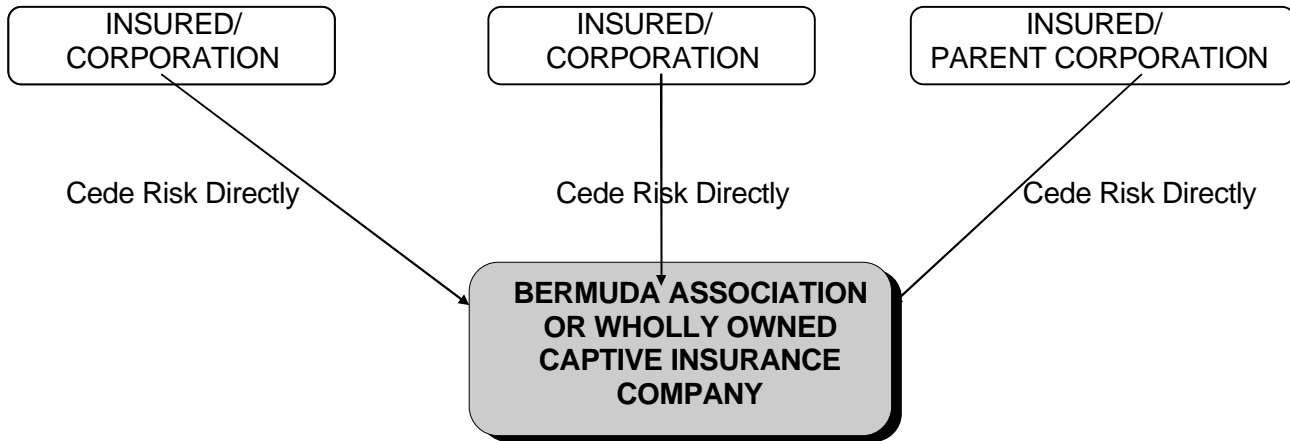 INSURED/
CORPORATION
INSURED/
CORPORATION
INSURED/
PARENT CORPORATION
Cede Risk Directly
Cede Risk Directly
Cede Risk Directly
BERMUDA ASSOCIATION
OR WHOLLY OWNED
CAPTIVE INSURANCE
COMPANY